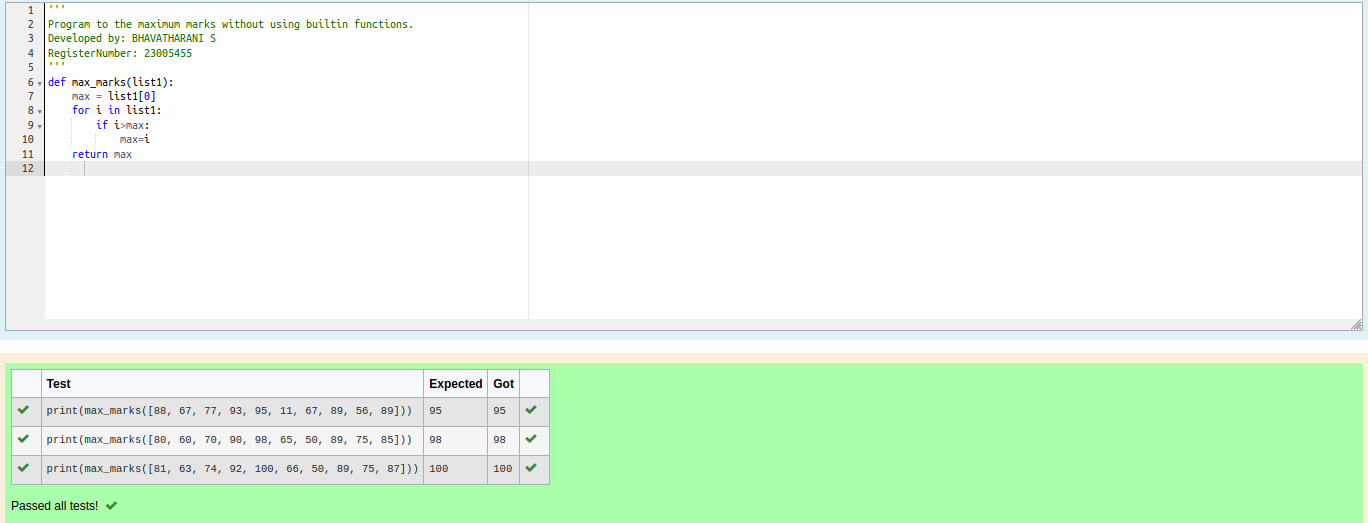 1 '''
2 Program to the maximum marks without using builtin functions.
3 Developed by: BHAVATHARANI S
4 RegisterNumber: 23005455
5 '''
6 def max_marks(list1):
7     max = list1[0]
8     for i in list1:
9         if i>max:
10             max=i
11     return max
12
Test Expected Got
print(max_marks([88, 67, 77, 93, 95, 11, 67, 89, 56, 89])) 95 95
print(max_marks([80, 60, 70, 90, 98, 65, 50, 89, 75, 85])) 98 98
print(max_marks([81, 63, 74, 92, 100, 66, 50, 89, 75, 87])) 100 100
Passed all tests!